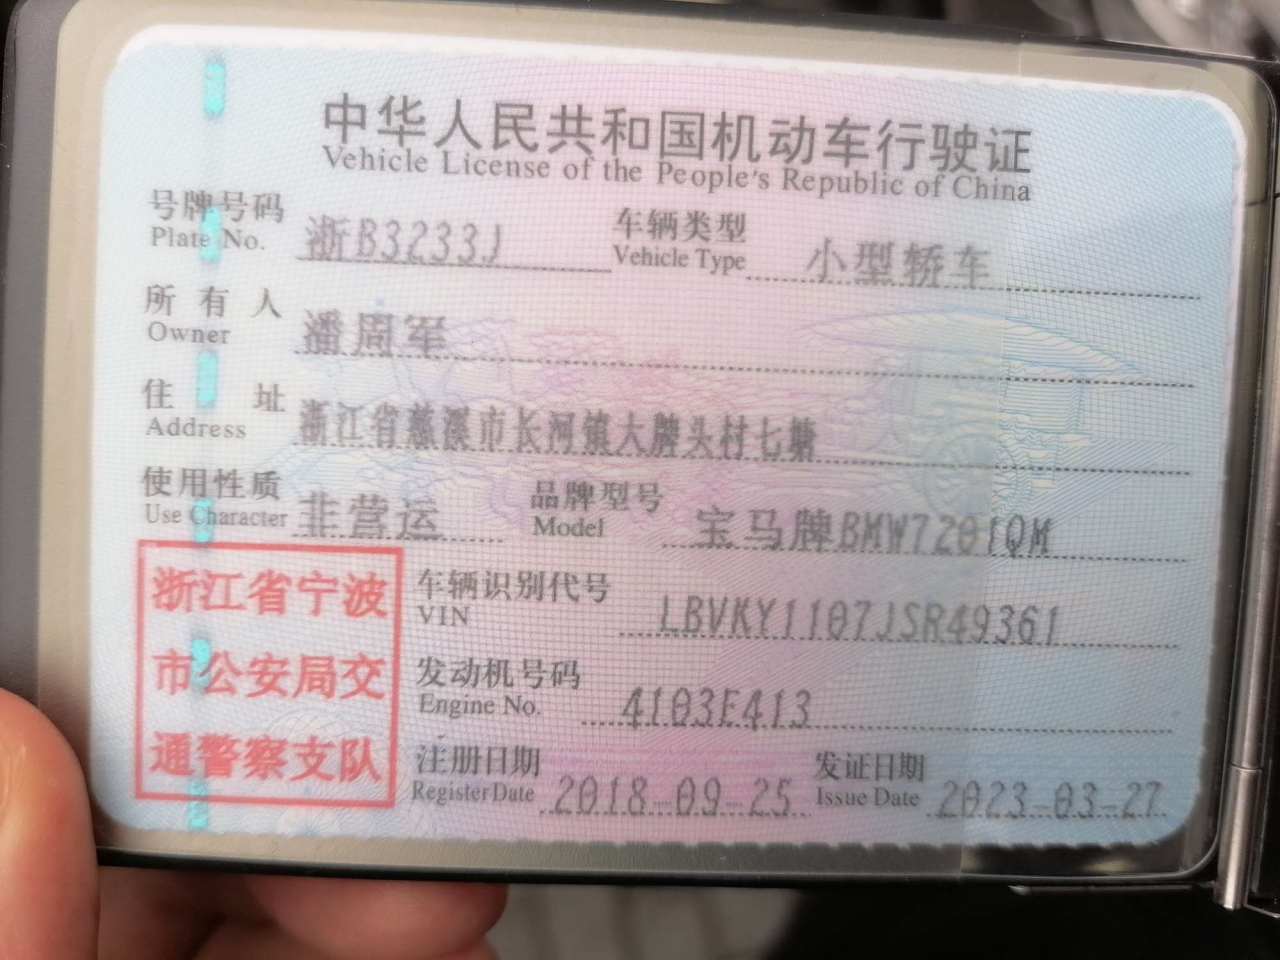 中华人民共和国机动车行驶证
Vehicle License of the People's Republic of China
号牌号码 浙B3233J 车辆类型 小型轿车
Plate No. Vehicle Type
所有人 潘周军
Owner
住址 浙江省慈溪市长河镇大牌头村七塘
Address
使用性质 非营运 品牌型号 宝马牌BMW7201QM
Use Character Model
浙江省宁波
市公安局交
通警察支队
车辆识别代号 LBVKY1107JSR49361
VIN
发动机号码 4103E413
Engine No.
注册日期 2018-09-25 发证日期 2023-03-27
Register Date Issue Date